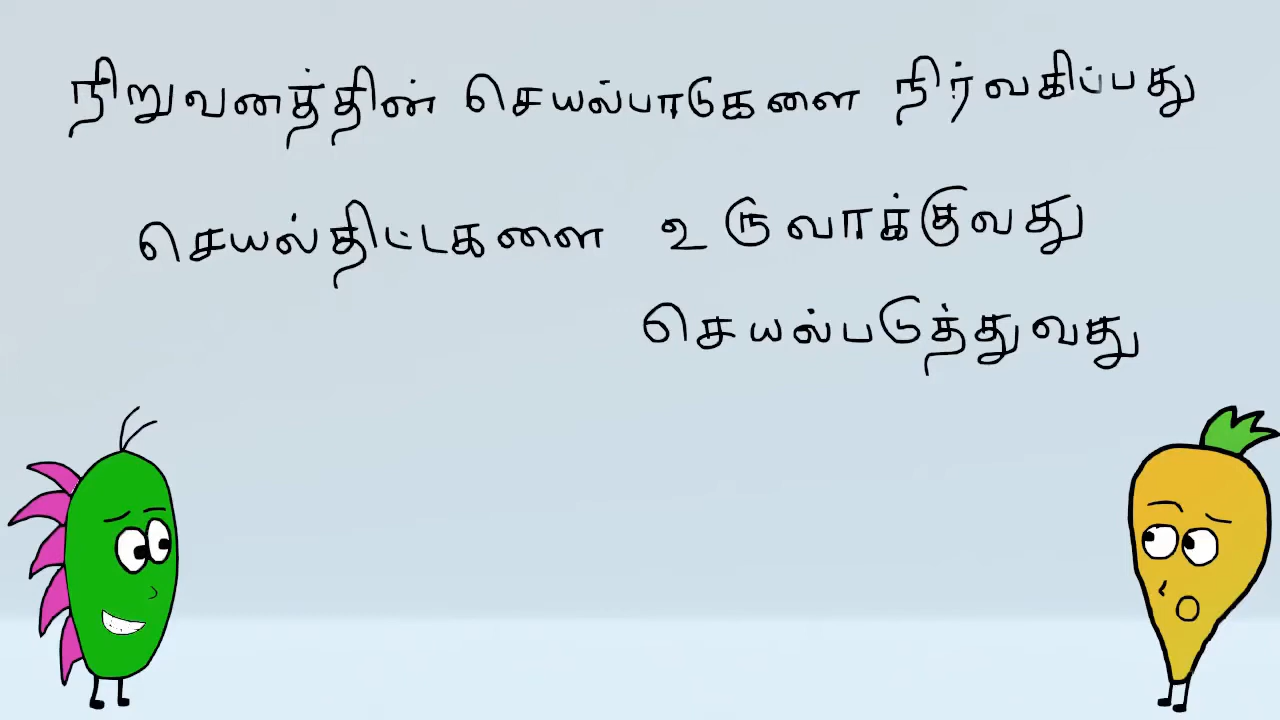 நிறுவனத்தின் செயல்பாடுகளை நிர்வகிப்பது
செயல்திட்டகளை உருவாக்குவது
செயல்படுத்துவது